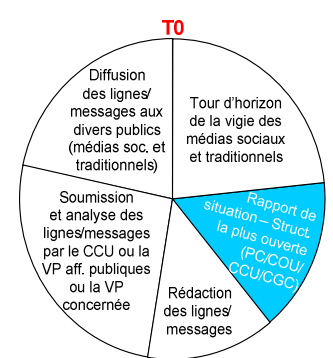 T0
Tour d'horizon
de la vigie des
médias sociaux
et traditionnels
Rapport de
situation – Struct.
la plus ouverte
(PC/COU/
CCU/CGC)
Rédaction
des lignes/
messages
Soumission
et analyse des
lignes/messages
par le CCU ou la
VP aff. publiques
ou la VP
concernée
Diffusion
des lignes/
messages aux
divers publics
(médias soc. et
traditionnels)